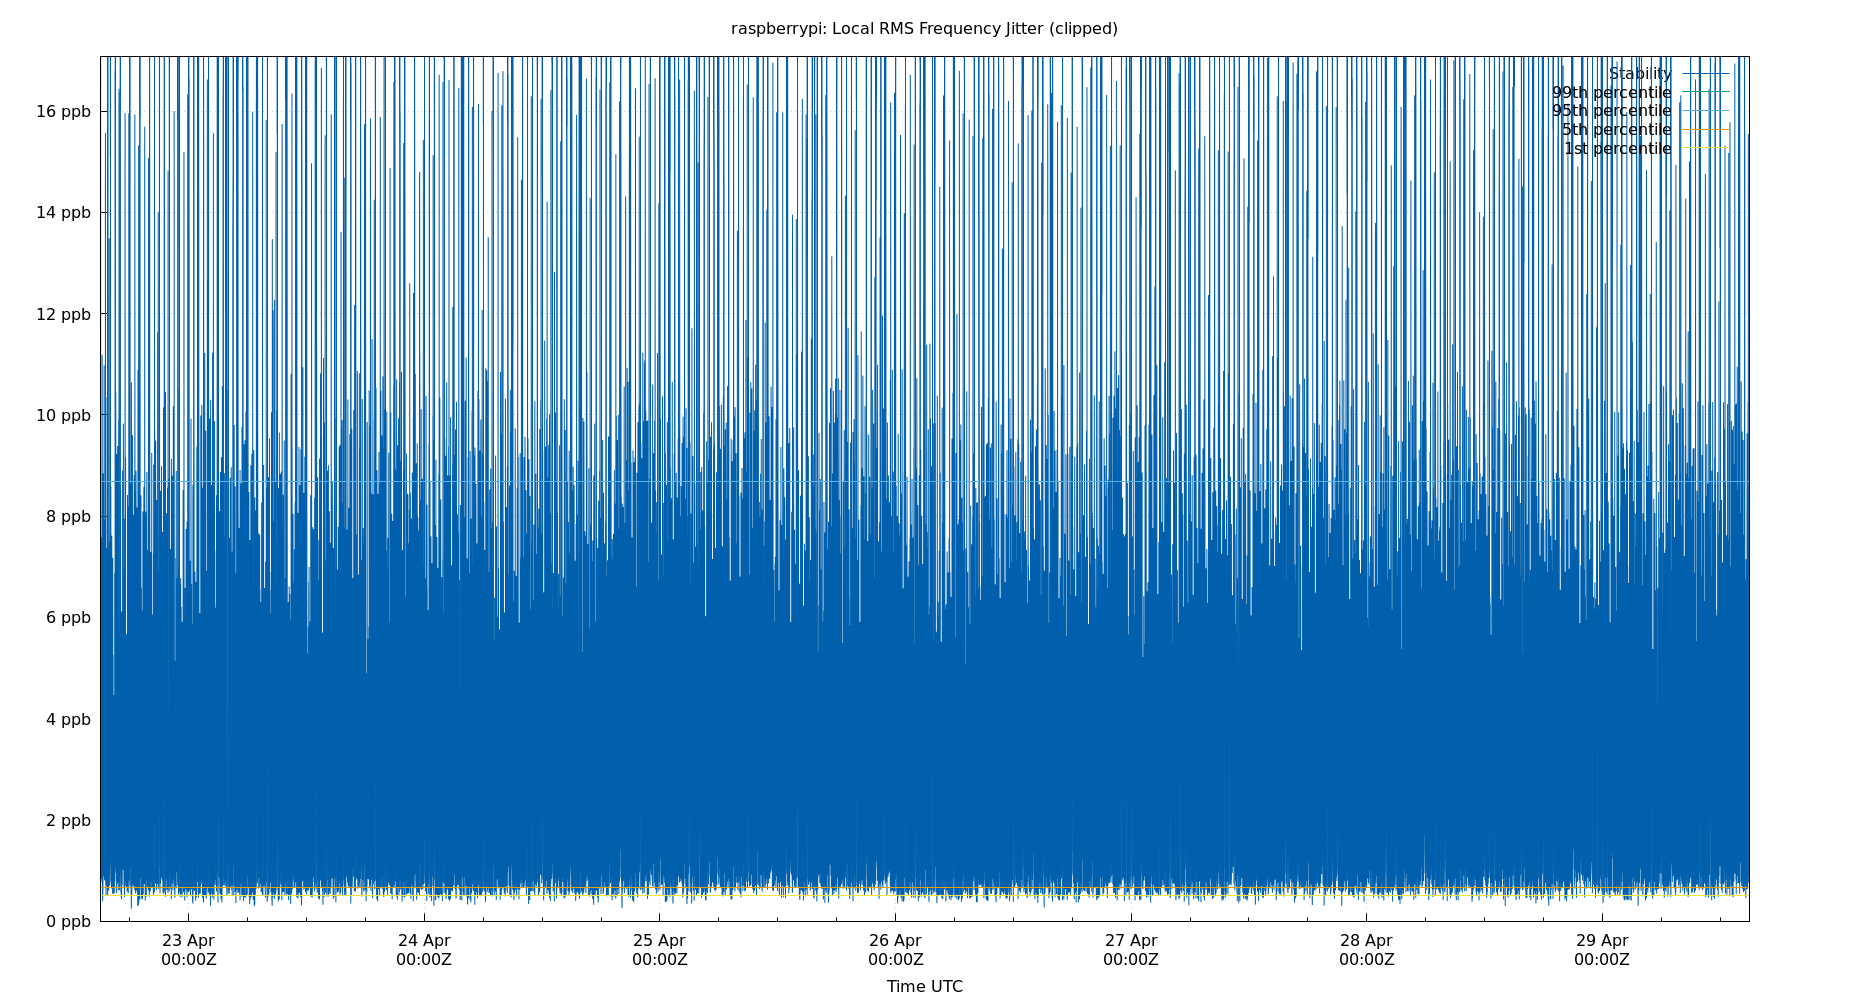 raspberrypi: Local RMS Frequency Jitter (clipped)
Stability
99th percentile
95th percentile
5th percentile
1st percentile
16 ppb
14 ppb
12 ppb
10 ppb
8 ppb
6 ppb
4 ppb
2 ppb
0 ppb
23 Apr 24 Apr 25 Apr 26 Apr 27 Apr 28 Apr 29 Apr
00:00Z 00:00Z 00:00Z 00:00Z 00:00Z 00:00Z 00:00Z
Time UTC